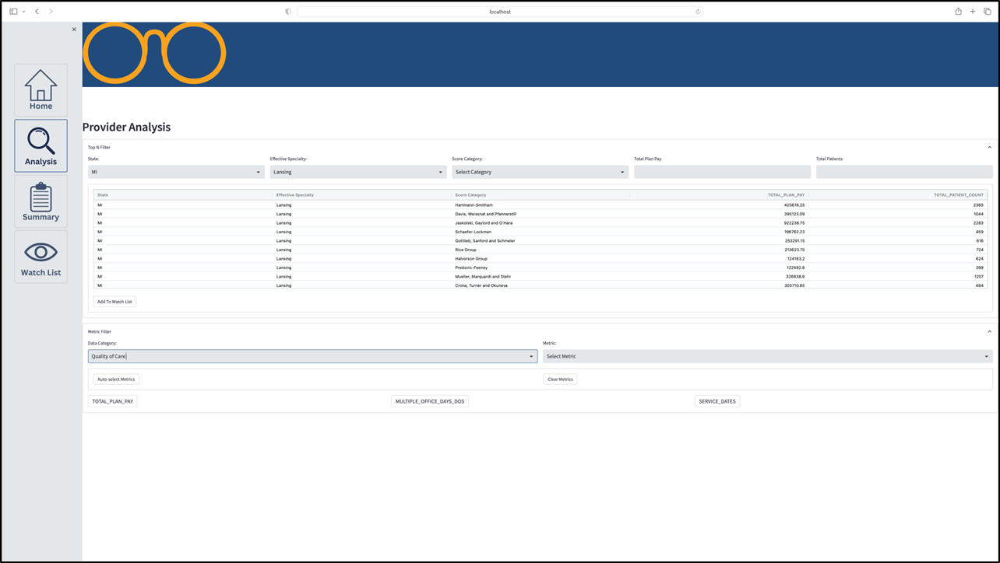 localhost
Home
Analysis
Summary
Watch List
Provider Analysis
Top N Filter
State: Effective Specialty: Score Category: Total Plan Pay Total Patients
MI Lansing Select Category
State Effective Specialty Score Category TOTAL_PLAN_PAY TOTAL_PATIENT_COUNT
MI Lansing Hartmann-Smitham 425616.25 2365
MI Lansing Davis, Weissnat and Pfannerstill 395123.09 1044
MI Lansing Jaskolski, Gaylord and O'Hara 922238.75 2283
MI Lansing Schaefer-Lockman 196762.23 459
MI Lansing Gottlieb, Sanford and Schmeler 253291.15 616
MI Lansing Rice Group 213623.75 724
MI Lansing Halvorson Group 124183.2 624
MI Lansing Predovic-Feeney 122492.8 399
MI Lansing Mueller, Marquardt and Stehr 326638.9 1207
MI Lansing Crona, Turner and Okuneva 305710.85 484
Add To Watch List
Metric Filter
Data Category: Metric:
Quality of Care Select Metric
Auto-select Metrics Clear Metrics
TOTAL_PLAN_PAY MULTIPLE_OFFICE_DAYS_DOS SERVICE_DATES